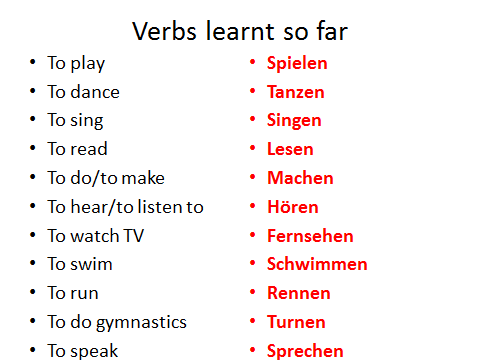 Verbs learnt so far
• To play • Spielen
• To dance • Tanzen
• To sing • Singen
• To read • Lesen
• To do/to make • Machen
• To hear/to listen to • Hören
• To watch TV • Fernsehen
• To swim • Schwimmen
• To run • Rennen
• To do gymnastics • Turnen
• To speak • Sprechen